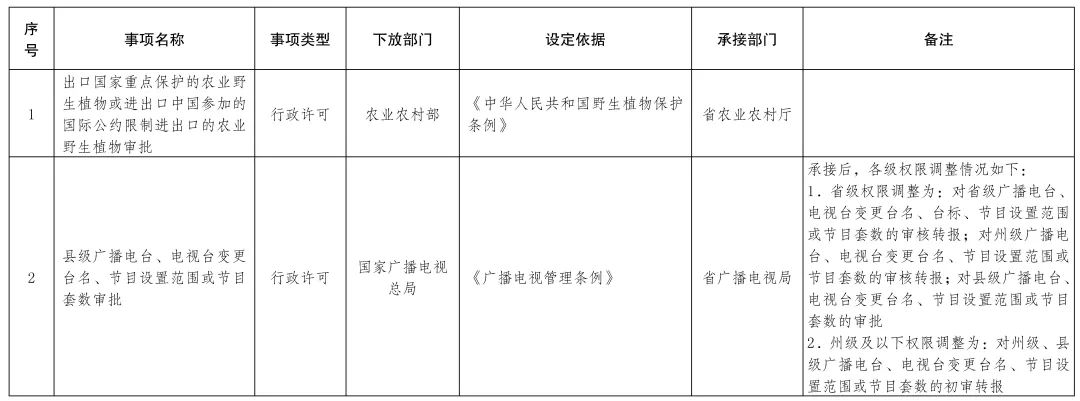 序号 事项名称 事项类型 下放部门 设定依据 承接部门 备注
1
出口国家重点保护的农业野
生植物或进出口中国参加的
国际公约限制进出口的农业
野生植物审批
行政许可
农业农村部
《中华人民共和国野生植物保护
条例》
省农业农村厅
2
县级广播电台、电视台变更
台名、节目设置范围或节目
套数审批
行政许可
国家广播电视
总局
《广播电视管理条例》
省广播电视局
承接后，各级权限调整情况如下：
1. 省级权限调整为：对省级广播电台、
电视台变更台名、台标、节目设置范围
或节目套数的审核转报；对州级广播电
台、电视台变更台名、节目设置范围或
节目套数的审核转报；对县级广播电台、
电视台变更台名、节目设置范围或节目
套数的审批
2. 州级及以下权限调整为：对州级、县
级广播电台、电视台变更台名、节目设
置范围或节目套数的初审转报